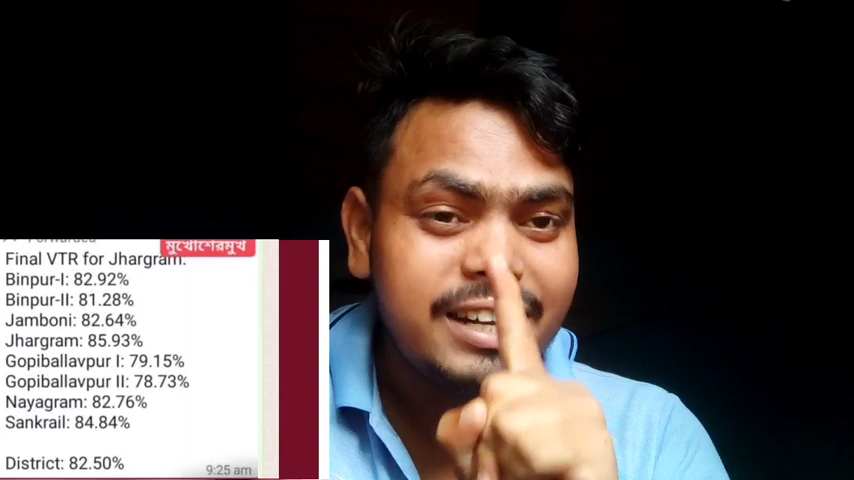 Forwarded
মুখোশেরমুখ
Final VTR for Jhargram:
Binpur-I: 82.92%
Binpur-II: 81.28%
Jamboni: 82.64%
Jhargram: 85.93%
Gopiballavpur I: 79.15%
Gopiballavpur II: 78.73%
Nayagram: 82.76%
Sankrail: 84.84%
District: 82.50%
9:25 am